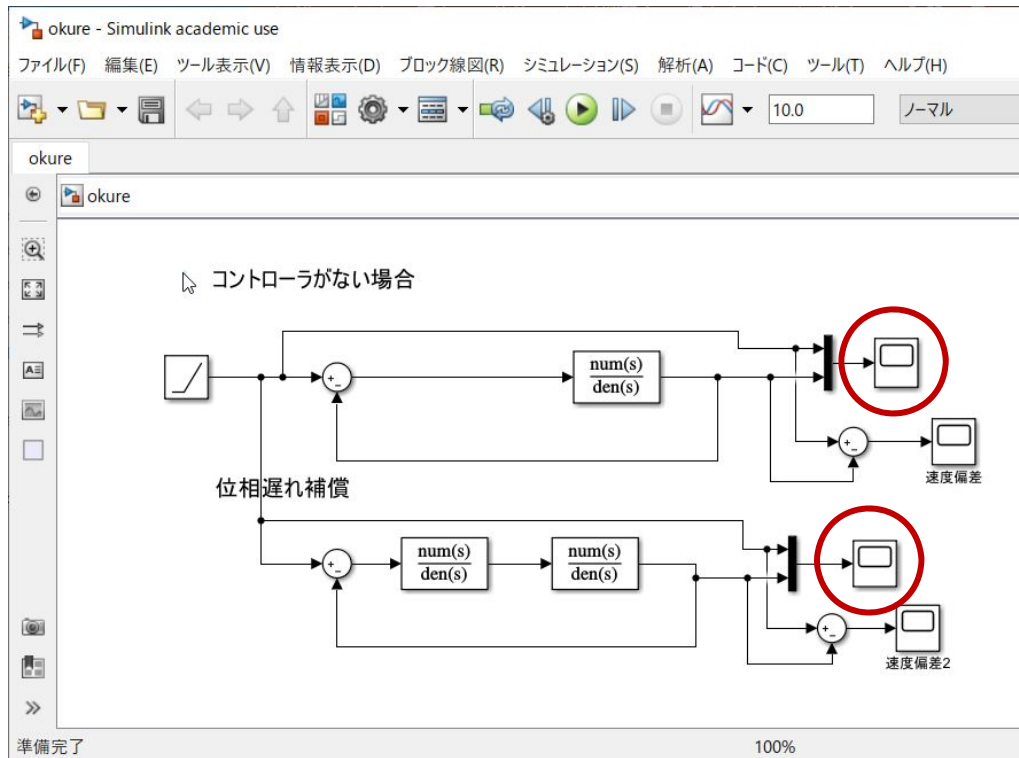 okure - Simulink academic use
ファイル(F) 編集(E) ツール表示(V) 情報表示(D) ブロック線図(R) シミュレーション(S) 解析(A) コード(C) ツール(T) ヘルプ(H)
10.0 ノーマル
okure
okure
コントローラがない場合
num(s)
den(s)
速度偏差
位相遅れ補償
num(s) num(s)
den(s) den(s)
速度偏差2
準備完了 100%